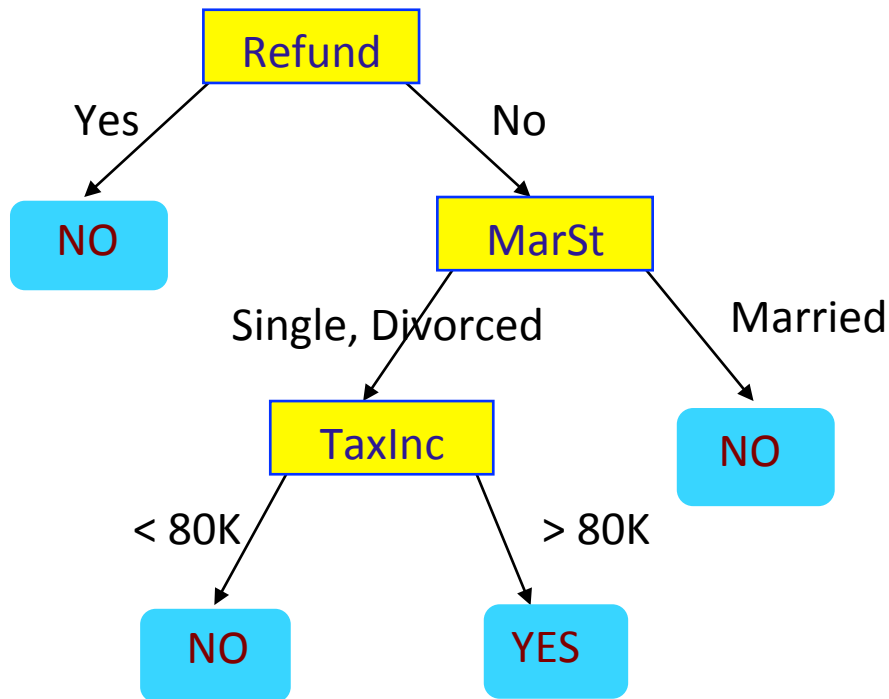 Refund
Yes
No
NO
MarSt
Single, Divorced
Married
TaxInc
NO
< 80K
> 80K
NO
YES